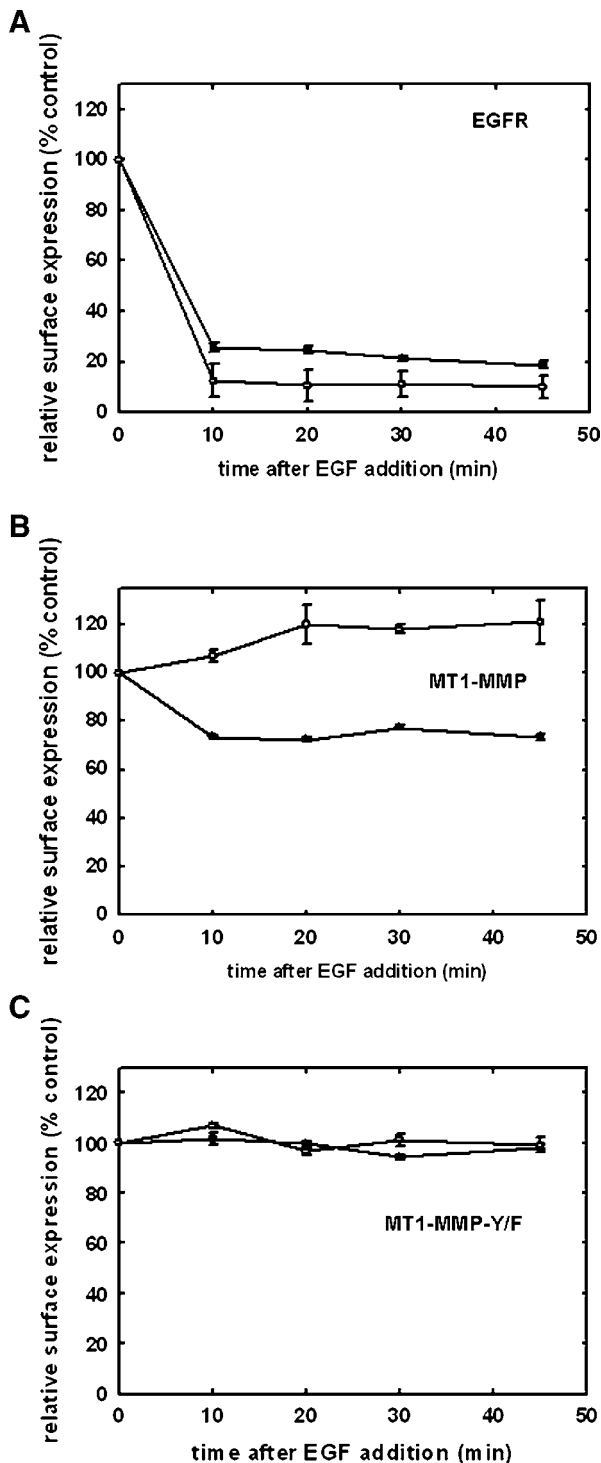 A
relative surface expression (% control)
120
100
80
60
40
20
0
EGFR
0 10 20 30 40 50
time after EGF addition (min)
B
relative surface expression (% control)
120
100
80
60
40
20
0
MT1-MMP
0 10 20 30 40 50
time after EGF addition (min)
C
relative surface expression (% control)
120
100
80
60
40
20
0
MT1-MMP-Y/F
0 10 20 30 40 50
time after EGF addition (min)